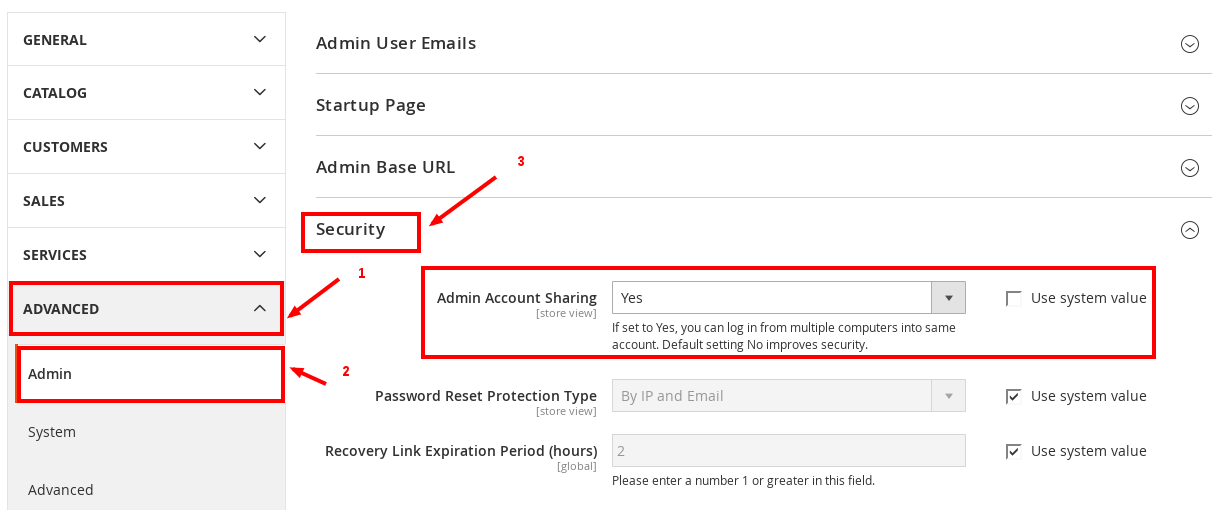 GENERAL
CATALOG
CUSTOMERS
SALES
SERVICES
ADVANCED
1
Admin
2
System
Advanced
Admin User Emails
Startup Page
Admin Base URL
3
Security
Admin Account Sharing Yes Use system value
[store view]
If set to Yes, you can log in from multiple computers into same
account. Default setting No improves security.
Password Reset Protection Type By IP and Email Use system value
[store view]
Recovery Link Expiration Period (hours) 2 Use system value
[global]
Please enter a number 1 or greater in this field.